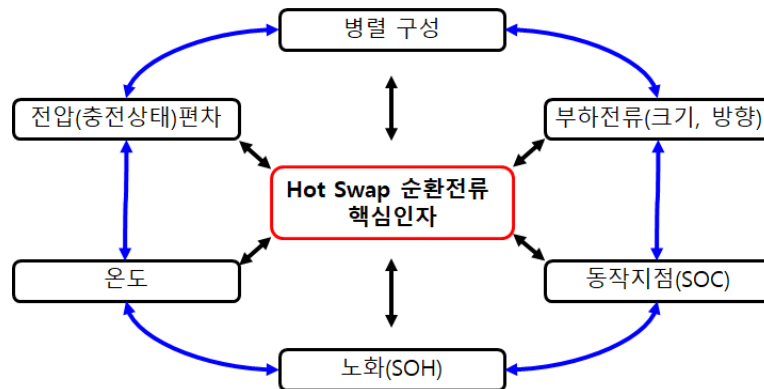 병렬 구성
전압(충전상태)편차
부하전류(크기, 방향)
Hot Swap 순환전류
핵심인자
온도
동작지점(SOC)
노화(SOH)